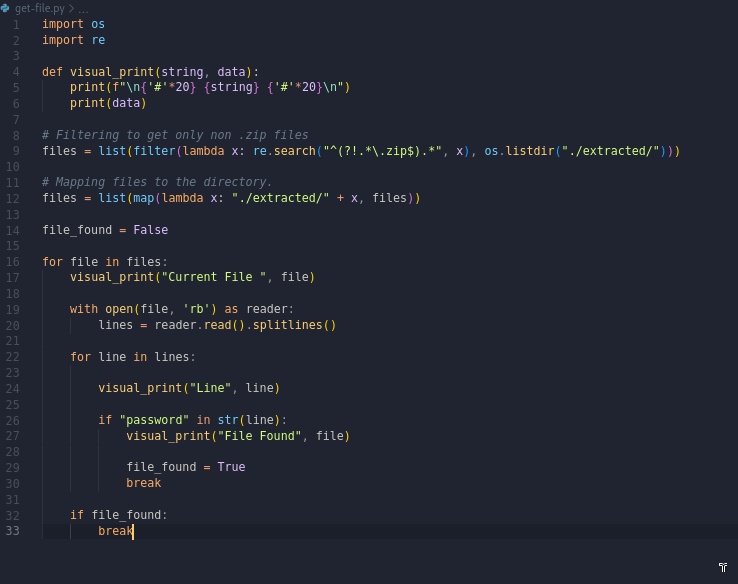 get-file.py > ...
1 import os
2 import re
3
4 def visual_print(string, data):
5     print(f"\n{'#'*20} {string} {'#'*20}\n")
6     print(data)
7
8 # Filtering to get only non .zip files
9 files = list(filter(lambda x: re.search("^(?!.*\.zip$).*", x), os.listdir("./extracted/")))
10
11 # Mapping files to the directory.
12 files = list(map(lambda x: "./extracted/" + x, files))
13
14 file_found = False
15
16 for file in files:
17     visual_print("Current File ", file)
18
19     with open(file, 'rb') as reader:
20         lines = reader.read().splitlines()
21
22     for line in lines:
23
24         visual_print("Line", line)
25
26         if "password" in str(line):
27             visual_print("File Found", file)
28
29             file_found = True
30             break
31
32     if file_found:
33         break